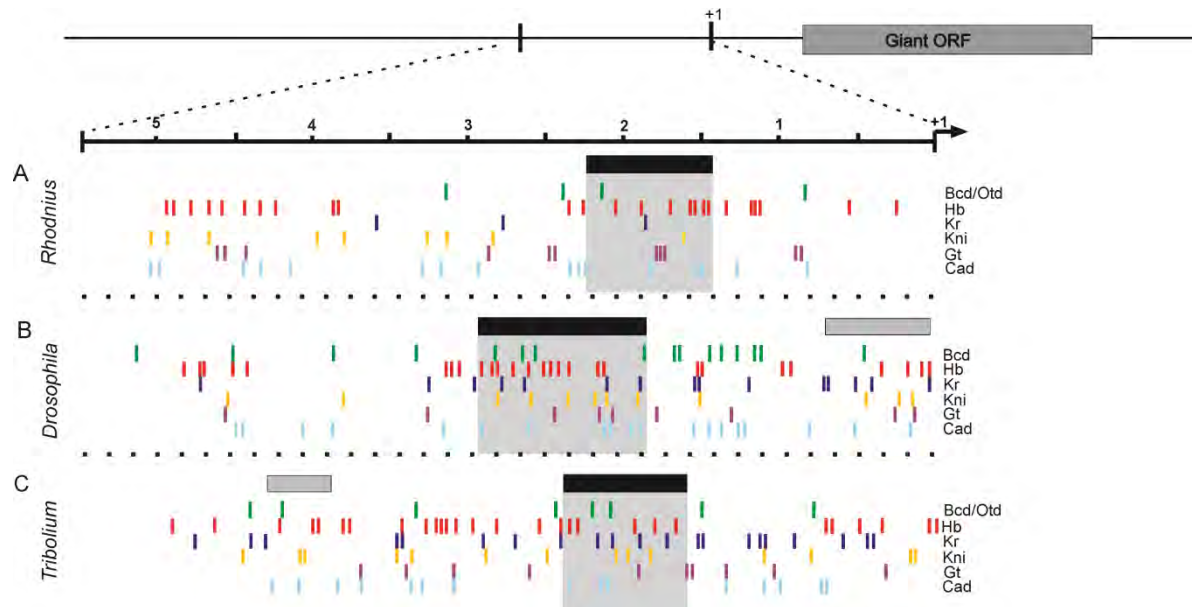 +1
Giant ORF
5 4 3 2 1 +1
A
Rhodnius
Bcd/Otd
Hb
Kr
Kni
Gt
Cad
B
Drosophila
Bcd
Hb
Kr
Kni
Gt
Cad
C
Tribolium
Bcd/Otd
Hb
Kr
Kni
Gt
Cad